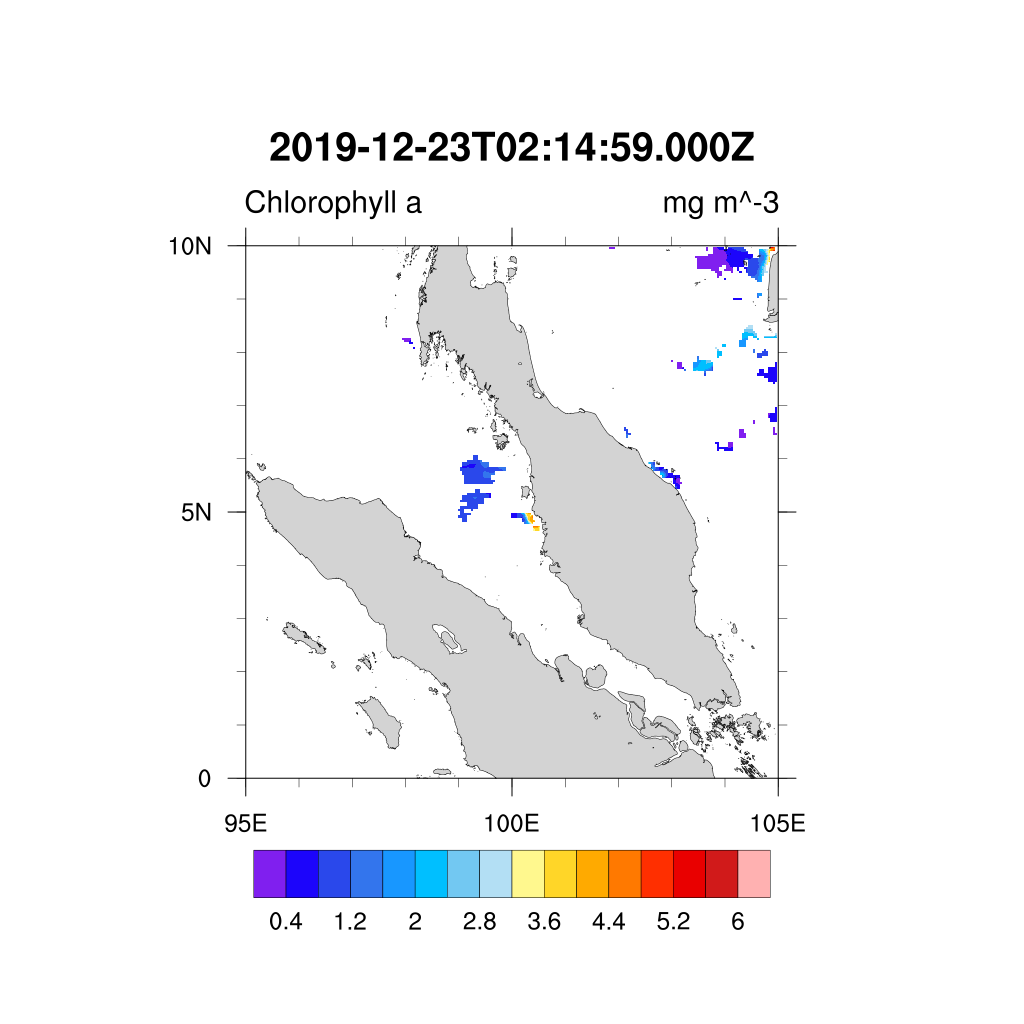 2019-12-23T02:14:59.000Z
Chlorophyll a mg m^-3
10N
5N
0
95E 100E 105E
0.4 1.2 2 2.8 3.6 4.4 5.2 6